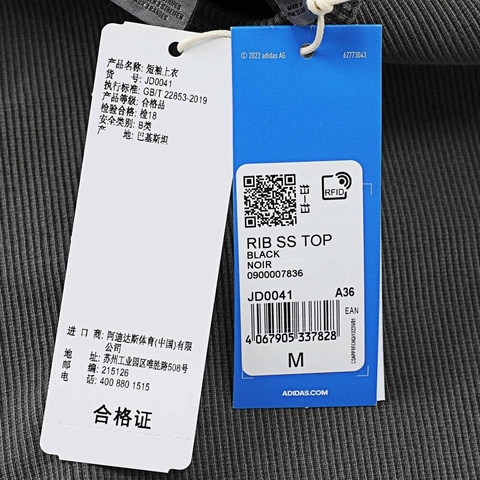 产品名称: 短袖上衣
货 号: JD0041
执行标准: GB/T 22853-2019
产品等级: 合格品
检验合格: 检18
安全类别: B类
产 地: 巴基斯坦
进 口 商: 阿迪达斯体育(中国)有限
公司
地 址: 苏州工业园区唯胜路508号
邮 编: 215126
电 话: 400 880 1515
合格证
© 2022 adidas AG
62773043
RFID
RIB SS TOP
BLACK
NOIR
0900007836
JD0041
A36
EAN
4 067905 337828
M
ADIDAS.COM